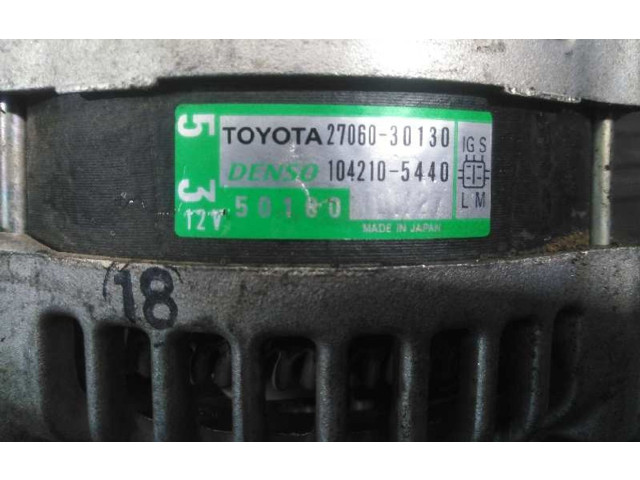 5 3
TOYOTA 27060-30130
DENSO 104210-5440
12V 50180
MADE IN JAPAN
IG S
L M
(18)